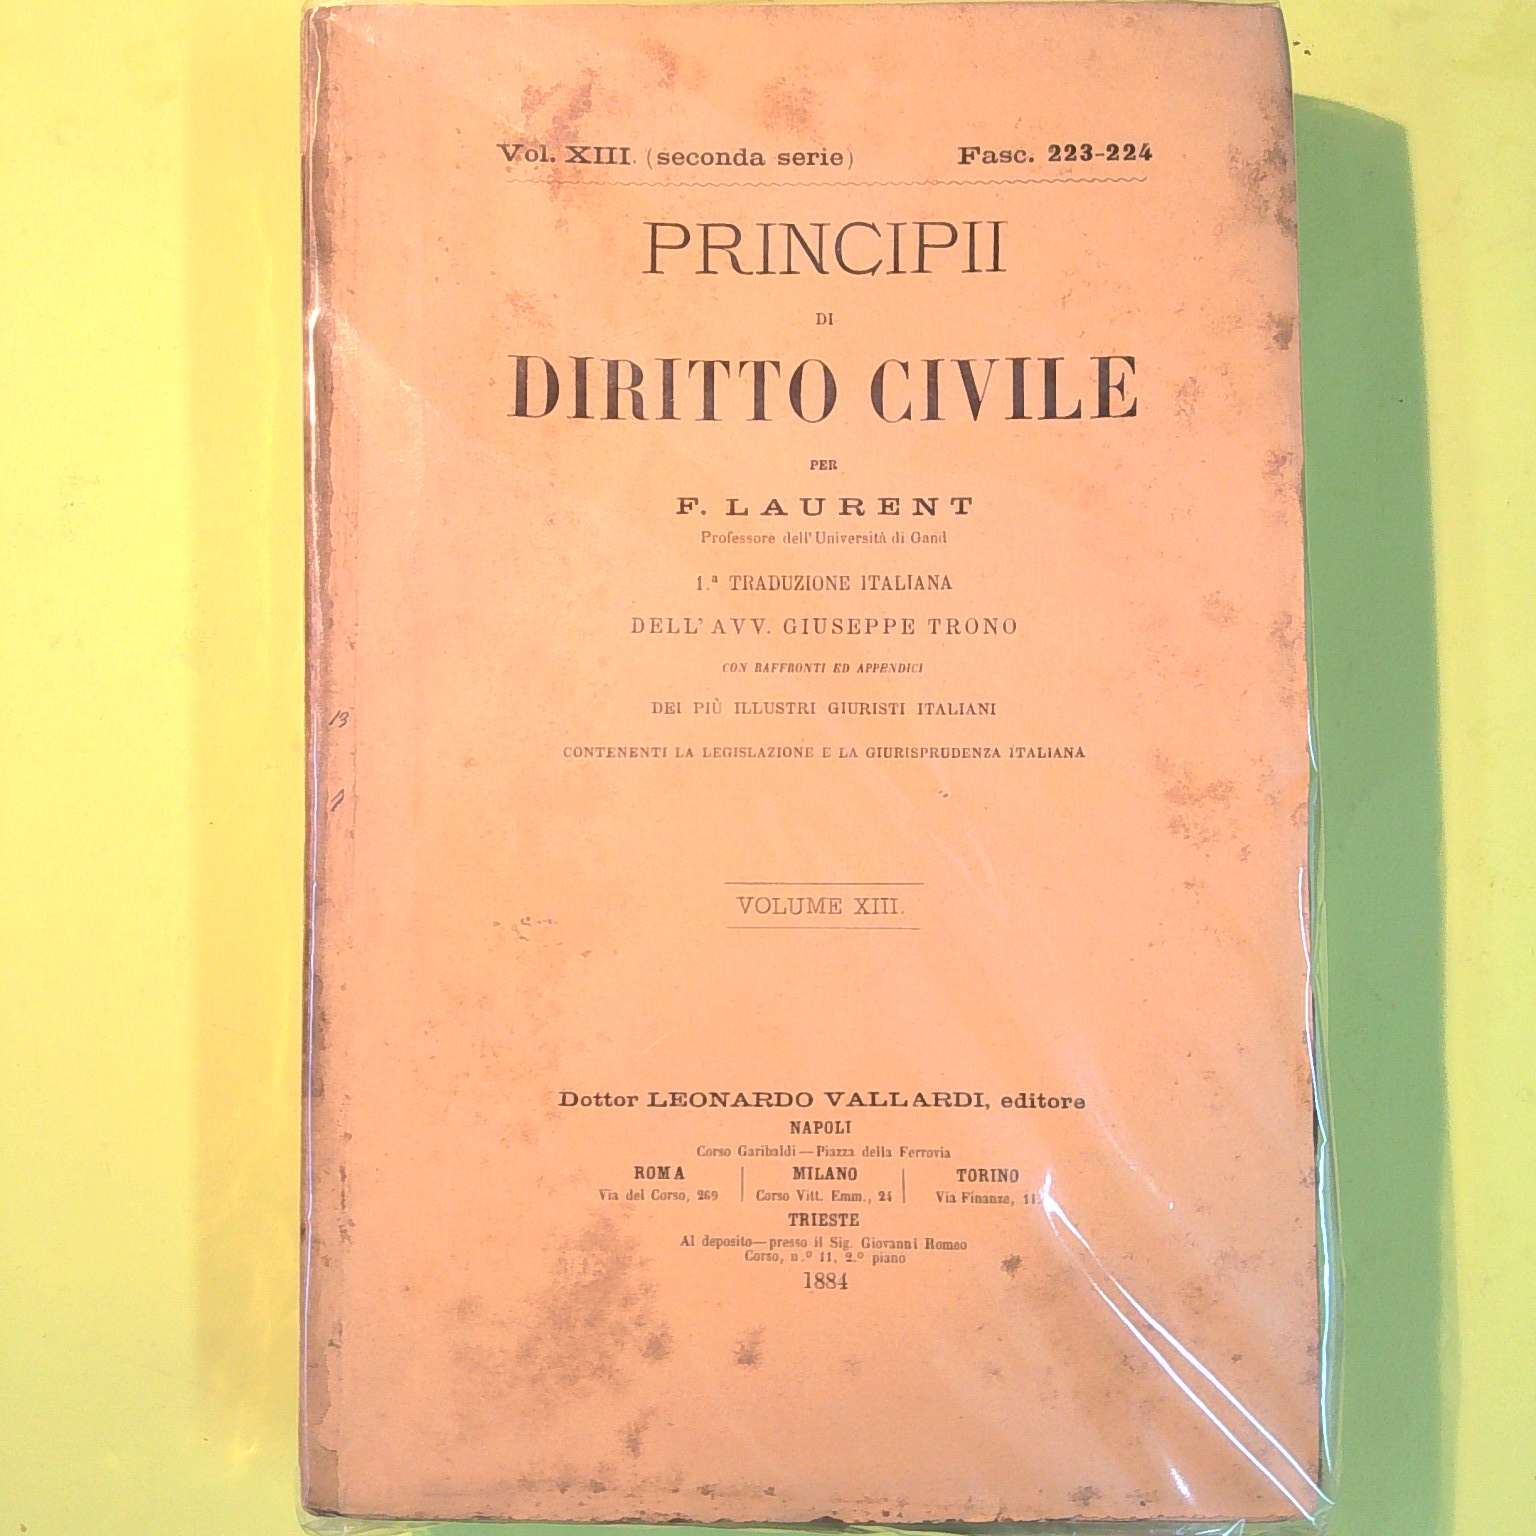 Vol. XIII. (seconda serie) Fasc. 223-224
PRINCIPII
DI
DIRITTO CIVILE
PER
F. LAURENT
Professore dell'Università di Gand
1.ª TRADUZIONE ITALIANA
DELL'AVV. GIUSEPPE TRONO
CON RAFFRONTI ED APPENDICI
DEI PIÙ ILLUSTRI GIURISTI ITALIANI
CONTENENTI LA LEGISLAZIONE E LA GIURISPRUDENZA ITALIANA
13
VOLUME XIII.
Dottor LEONARDO VALLARDI, editore
NAPOLI
Corso Garibaldi—Piazza della Ferrovia
ROMA MILANO TORINO
Via del Corso, 269 Corso Vitt. Emm., 24 Via Finanze, 11
TRIESTE
Al deposito—presso il Sig. Giovanni Romeo
Corso, n.º 11, 2.º piano
1884